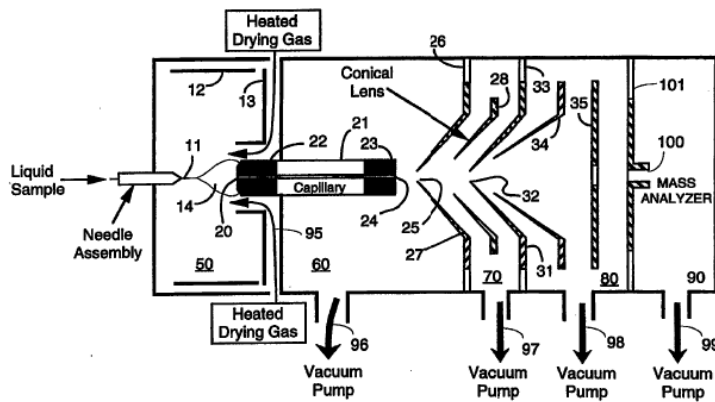 Heated
Drying Gas
12
13
26
Conical
Lens
28
33
101
35
34
100
MASS
ANALYZER
Liquid
Sample
11
22
21
23
Capillary
Needle
Assembly
14
20
95
24
25
32
27
31
50
60
70
80
90
Heated
Drying Gas
96
97
98
99
Vacuum
Pump
Vacuum
Pump
Vacuum
Pump
Vacuum
Pump